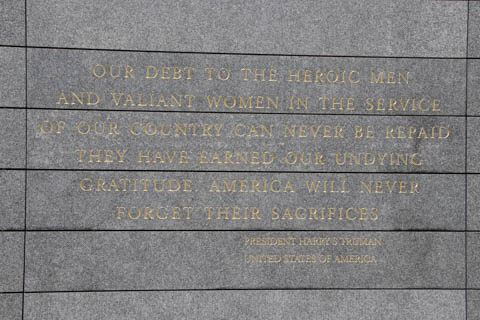 OUR DEBT TO THE HEROIC MEN
AND VALIANT WOMEN IN THE SERVICE
OF OUR COUNTRY CAN NEVER BE REPAID
THEY HAVE EARNED OUR UNDYING
GRATITUDE. AMERICA WILL NEVER
FORGET THEIR SACRIFICES
PRESIDENT HARRY S TRUMAN
UNITED STATES OF AMERICA